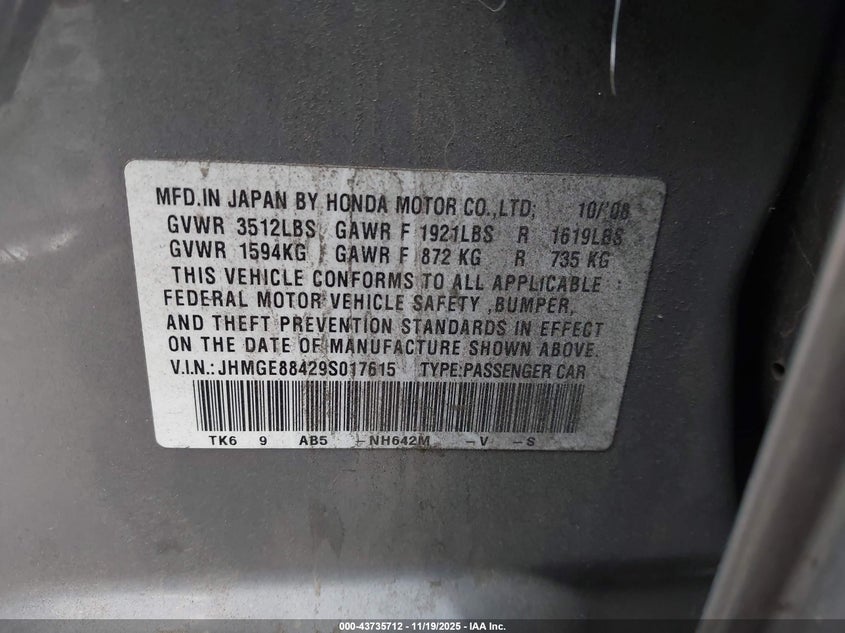 MFD.IN JAPAN BY HONDA MOTOR CO.,LTD; 10/'08
GVWR 3512LBS GAWR F 1921LBS R 1619LBS
GVWR 1594KG GAWR F 872 KG R 735 KG
THIS VEHICLE CONFORMS TO ALL APPLICABLE
FEDERAL MOTOR VEHICLE SAFETY ,BUMPER,
AND THEFT PREVENTION STANDARDS IN EFFECT
ON THE DATE OF MANUFACTURE SHOWN ABOVE.
V.I.N.: JHMGE88429S017615 TYPE:PASSENGER CAR
TK6 9 AB5 -NH642M -V -S
000-43735712 — 11/19/2025 — IAA Inc.